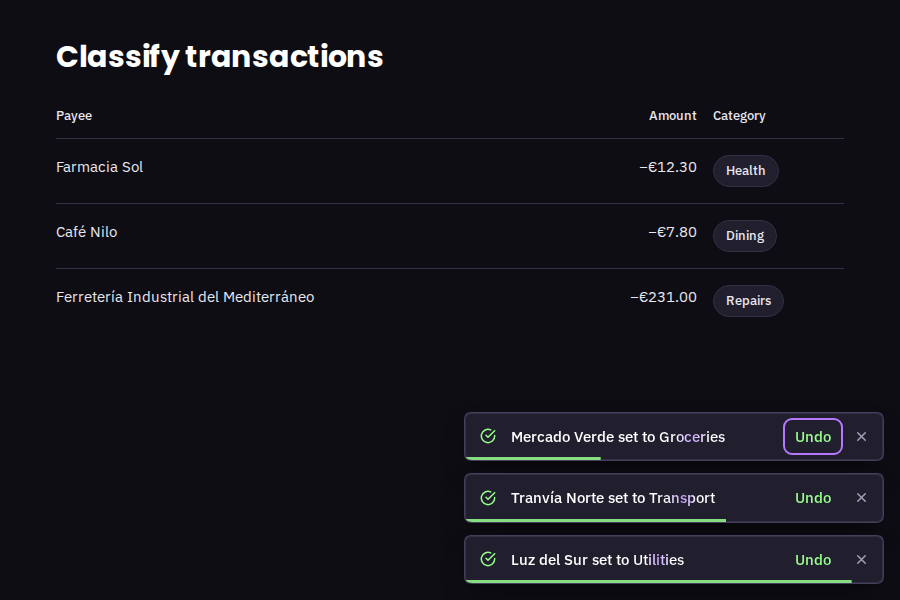 Classify transactions
Payee Amount Category
Farmacia Sol −€12.30 Health
Café Nilo −€7.80 Dining
Ferretería Industrial del Mediterráneo −€231.00 Repairs
Mercado Verde set to Groceries Undo
Tranvía Norte set to Transport Undo
Luz del Sur set to Utilities Undo